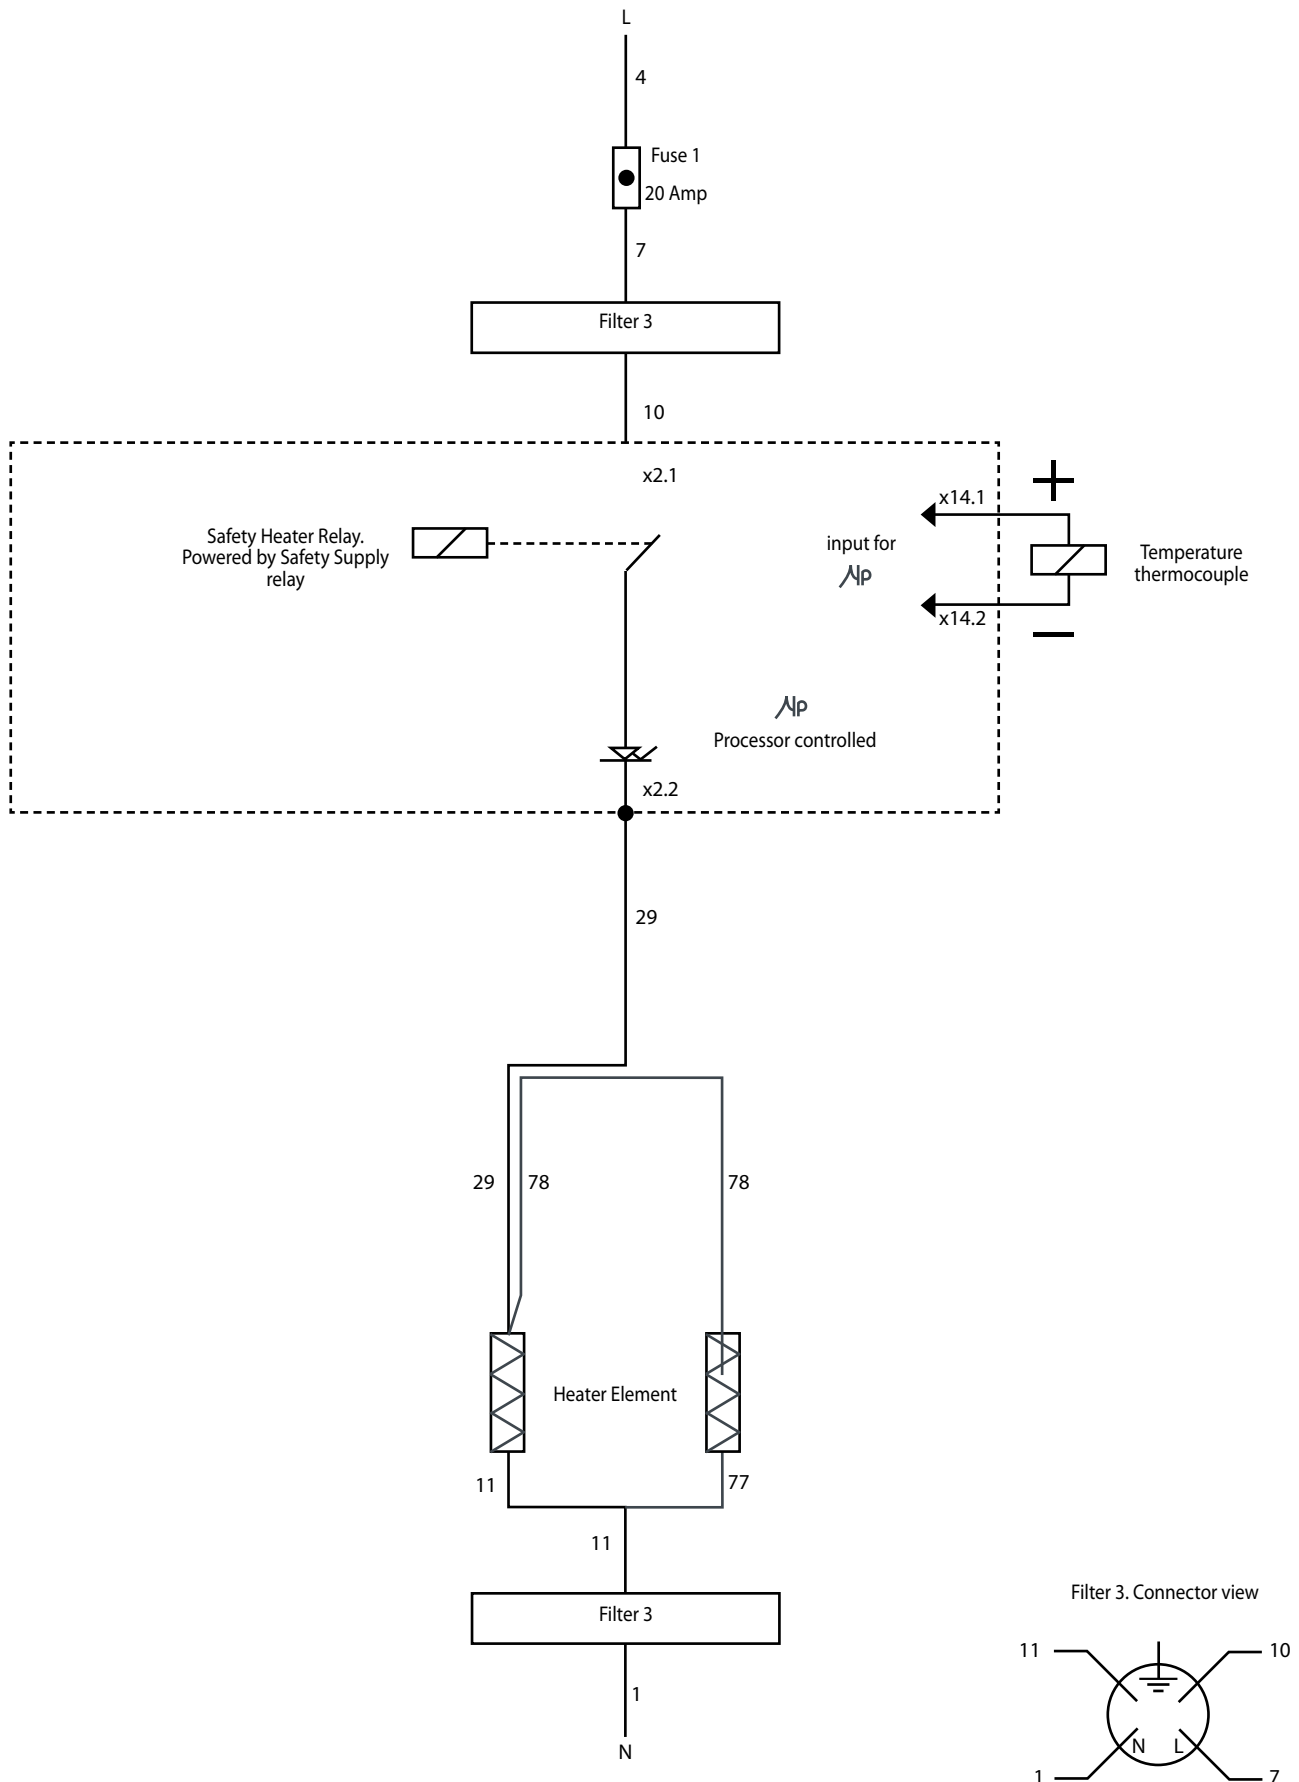 L
4
Fuse 1
20 Amp
7
Filter 3
10
x2.1
x14.1
Safety Heater Relay.
Powered by Safety Supply
relay
input for
μp
Temperature
thermocouple
x14.2
μp
Processor controlled
x2.2
29
29
78
78
Heater Element
11
77
11
Filter 3
1
N
Filter 3. Connector view
11
10
N
L
1
7